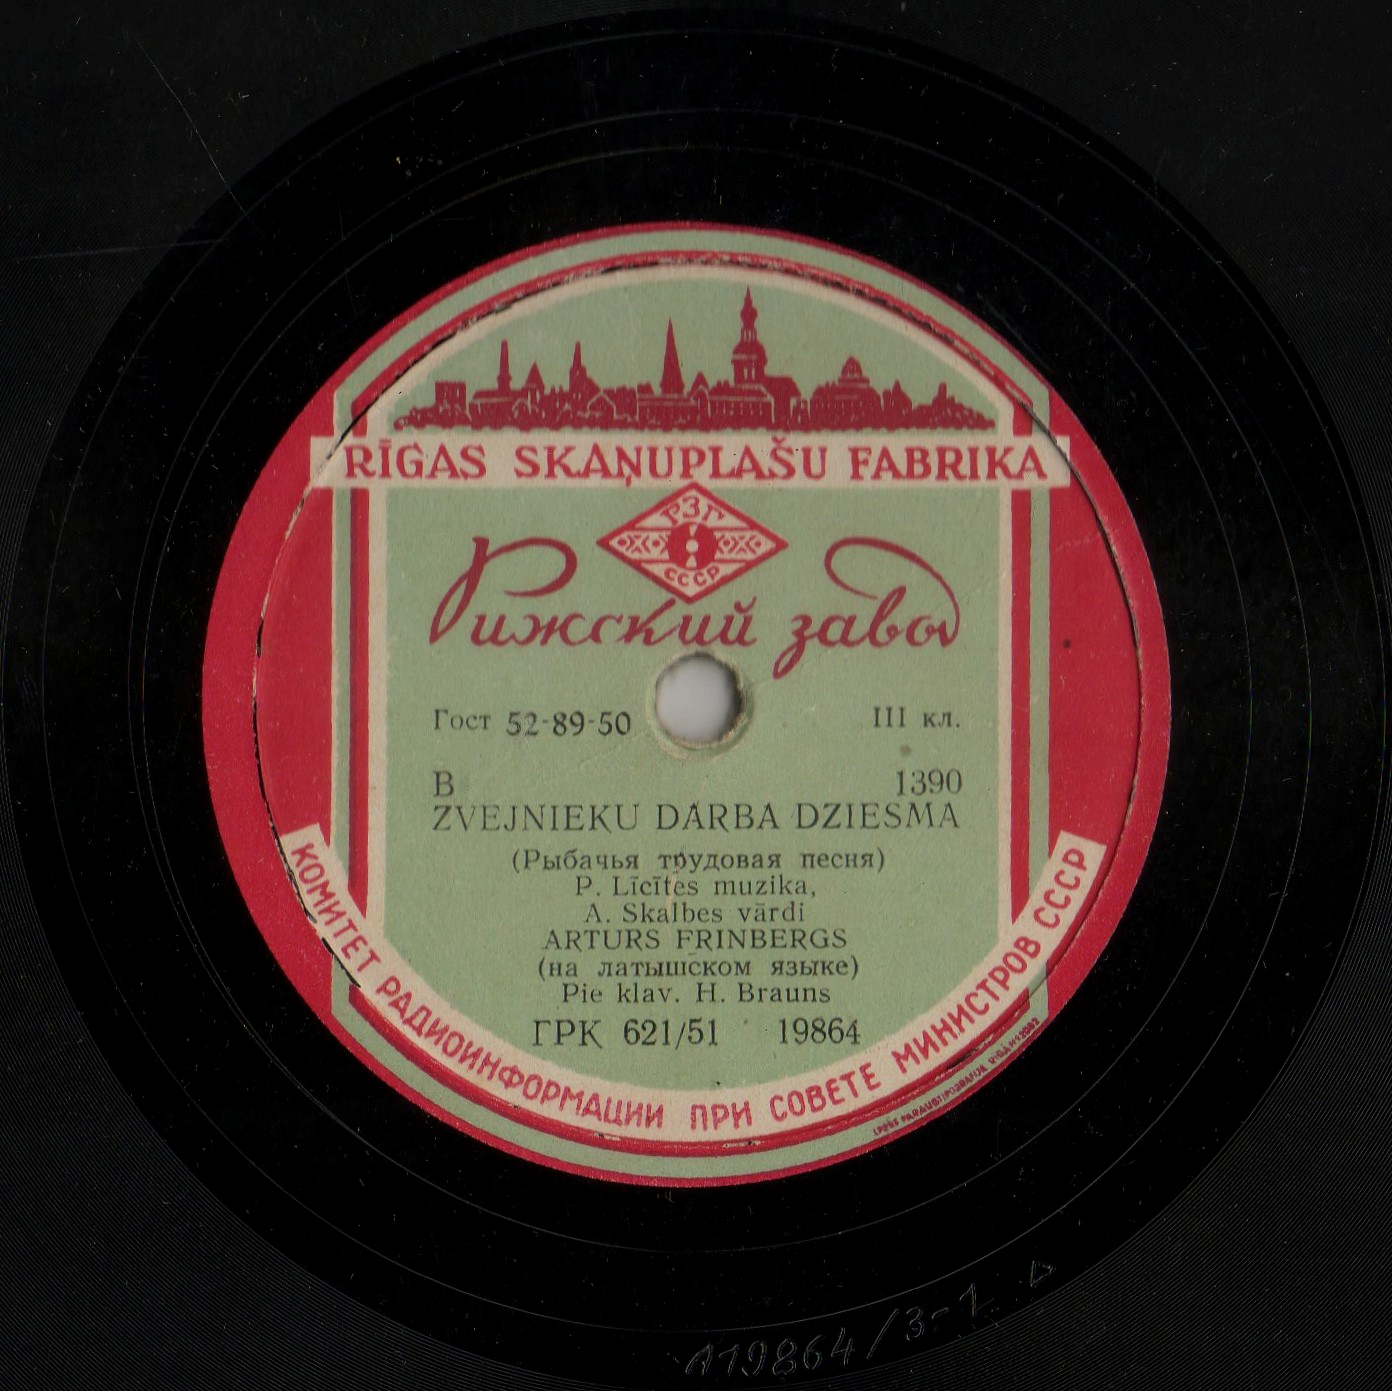 RĪGAS SKAŅUPLAŠU FABRIKA
РЗГ
СССР
Рижский завод
Гост 52-89-50
III кл.
В
1390
ZVEJNIEKU DARBA DZIESMA
(Рыбачья трудовая песня)
P. Līcītes muzika,
A. Skalbes vārdi
ARTURS FRINBERGS
(на латышском языке)
Pie klav. H. Brauns
ГРК 621/51 19864
КОМИТЕТ РАДИОИНФОРМАЦИИ ПРИ СОВЕТЕ МИНИСТРОВ СССР
19864/3-1